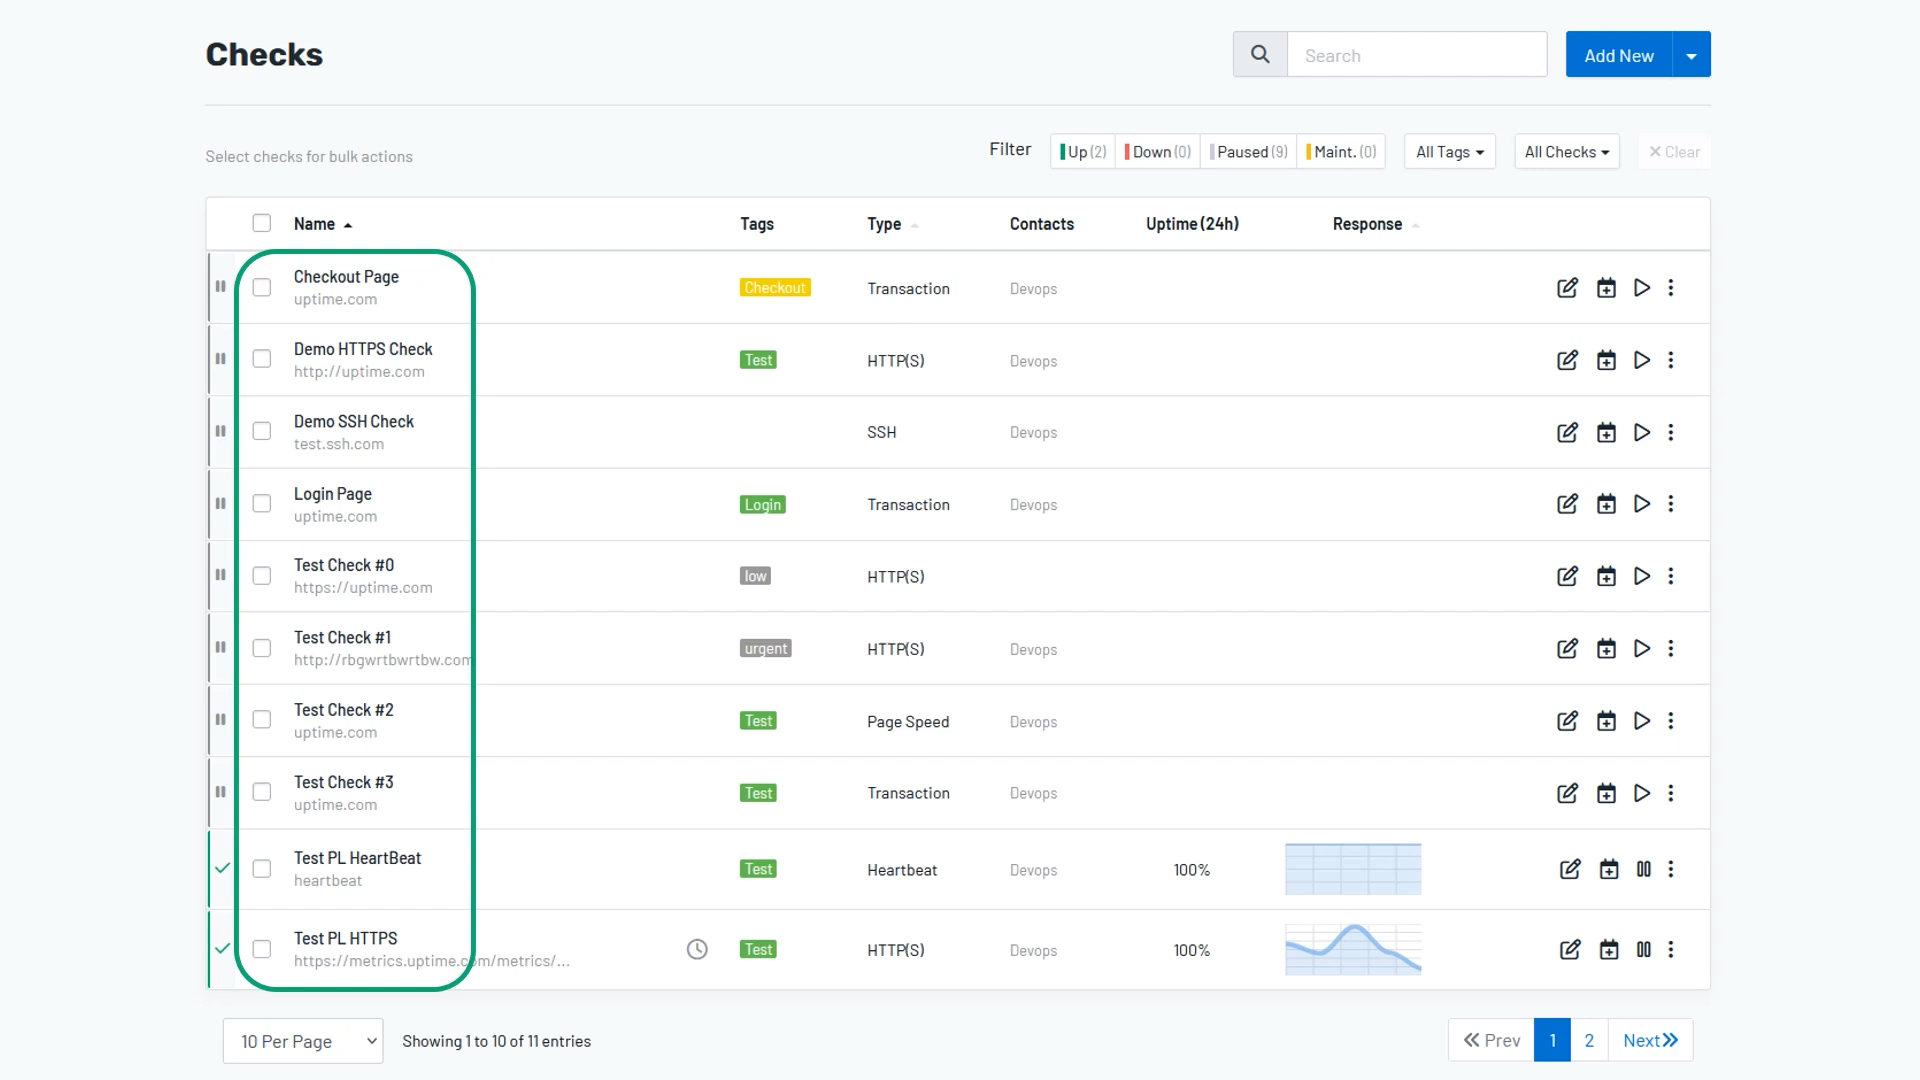 Checks
Search
Add New
Select checks for bulk actions
Filter
Up (2)
Down (0)
Paused (9)
Maint. (0)
All Tags
All Checks
× Clear
Name Tags Type Contacts Uptime (24h) Response
Checkout Page
uptime.com
Checkout Transaction Devops
Demo HTTPS Check
http://uptime.com
Test HTTP(S) Devops
Demo SSH Check
test.ssh.com
SSH Devops
Login Page
uptime.com
Login Transaction Devops
Test Check #0
https://uptime.com
low HTTP(S)
Test Check #1
http://rbgwrtbwrtbw.com
urgent HTTP(S) Devops
Test Check #2
uptime.com
Test Page Speed Devops
Test Check #3
uptime.com
Test Transaction Devops
Test PL HeartBeat
heartbeat
Test Heartbeat Devops 100%
Test PL HTTPS
https://metrics.uptime.com/metrics/...
Test HTTP(S) Devops 100%
10 Per Page
Showing 1 to 10 of 11 entries
Prev 1 2 Next